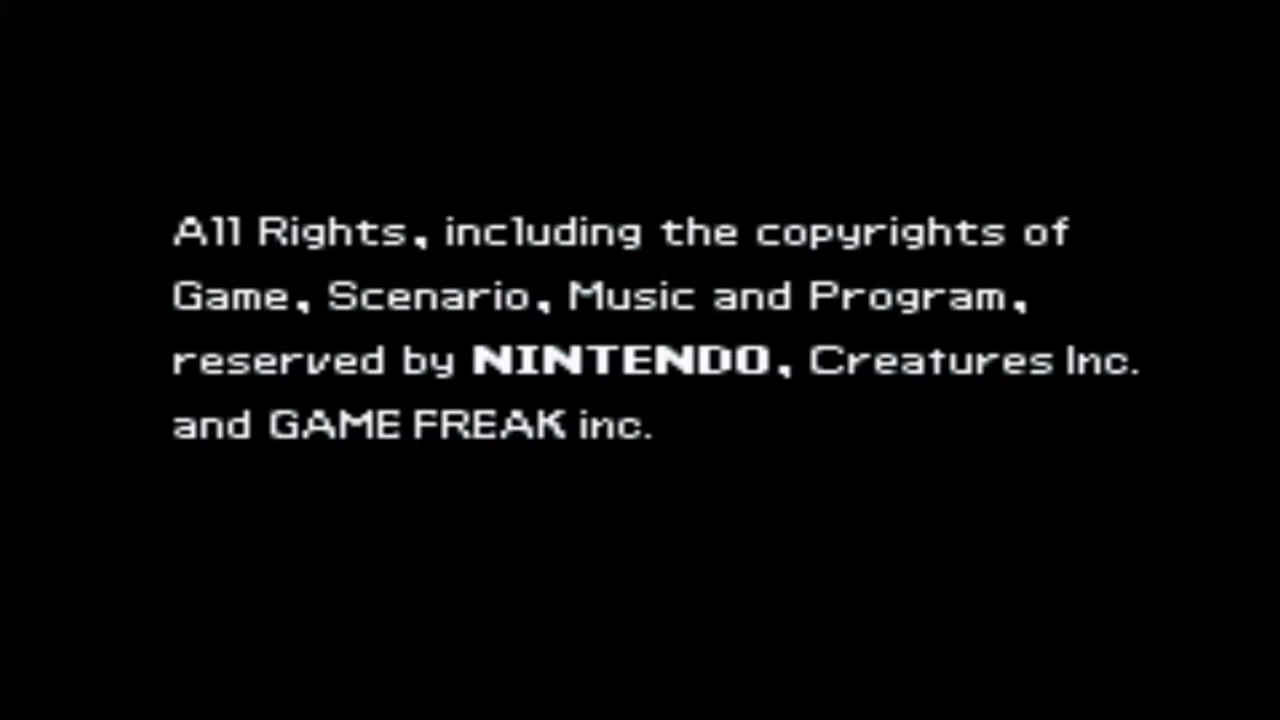 All Rights, including the copyrights of
Game, Scenario, Music and Program,
reserved by NINTENDO, Creatures Inc.
and GAME FREAK inc.